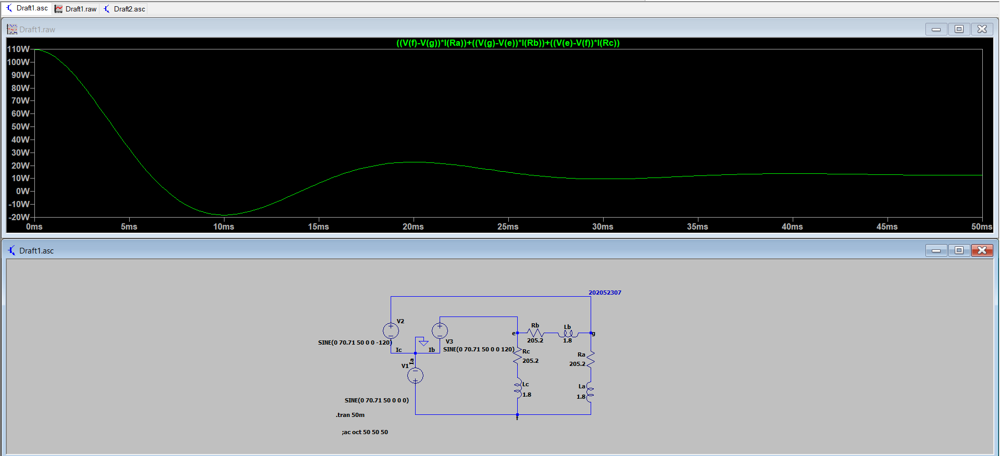 Draft1.asc Draft1.raw Draft2.asc
Draft1.raw
((V(f)-V(g))*I(Ra))+((V(g)-V(e))*I(Rb))+((V(e)-V(f))*I(Rc))
110W
100W
90W
80W
70W
60W
50W
40W
30W
20W
10W
0W
-10W
-20W
0ms 5ms 10ms 15ms 20ms 25ms 30ms 35ms 40ms 45ms 50ms
Draft1.asc
202052307
V2
Rb Lb
e g
205.2 1.8
V3
SINE(0 70.71 50 0 0 -120)
Ic Ib SINE(0 70.71 50 0 0 120)
Rc
Ra
205.2
205.2
Ia
V1
Lc
La
1.8
1.8
SINE(0 70.71 50 0 0 0)
.tran 50m
f
;ac oct 50 50 50